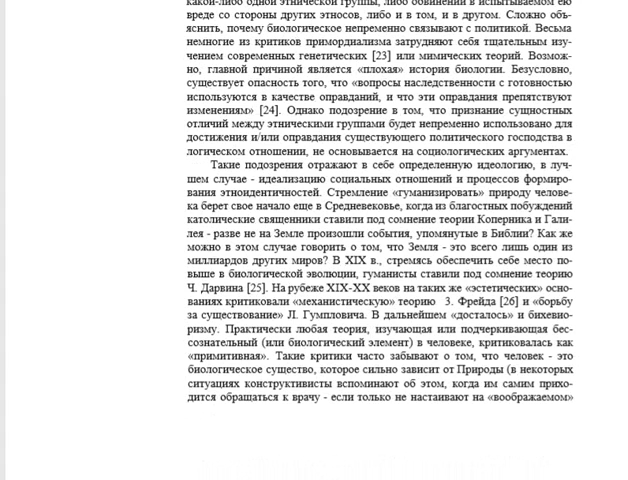 какой-либо одной этнической группы, либо обвинений в испытываемом ею
вреде со стороны других этносов, либо и в том, и в другом. Сложно объ-
яснить, почему биологическое непременно связывают с политикой. Весьма
немногие из критиков примордиализма затрудняют себя тщательным изу-
чением современных генетических [23] или мимических теорий. Возмож-
но, главной причиной является «плохая» история биологии. Безусловно,
существует опасность того, что «вопросы наследственности с готовностью
используются в качестве оправданий, и что эти оправдания препятствуют
изменениям» [24]. Однако подозрение в том, что признание сущностных
отличий между этническими группами будет непременно использовано для
достижения и/или оправдания существующего политического господства в
логическом отношении, не основывается на социологических аргументах.
Такие подозрения отражают в себе определенную идеологию, в луч-
шем случае - идеализацию социальных отношений и процессов формиро-
вания этноидентичностей. Стремление «гуманизировать» природу челове-
ка берет свое начало еще в Средневековье, когда из благостных побуждений
католические священники ставили под сомнение теории Коперника и Гали-
лея - разве не на Земле произошли события, упомянутые в Библии? Как же
можно в этом случае говорить о том, что Земля - это всего лишь один из
миллиардов других миров? В XIX в., стремясь обеспечить себе место по-
выше в биологической эволюции, гуманисты ставили под сомнение теорию
Ч. Дарвина [25]. На рубеже XIX-XX веков на таких же «эстетических» осно-
ваниях критиковали «механистическую» теорию 3. Фрейда [26] и «борьбу
за существование» Л. Гумпловича. В дальнейшем «досталось» и бихевио-
ризму. Практически любая теория, изучающая или подчеркивающая бес-
сознательный (или биологический элемент) в человеке, критиковалась как
«примитивная». Такие критики часто забывают о том, что человек - это
биологическое существо, которое сильно зависит от Природы (в некоторых
ситуациях конструктивисты вспоминают об этом, когда им самим прихо-
дится обращаться к врачу - если только не настаивают на «воображаемом»